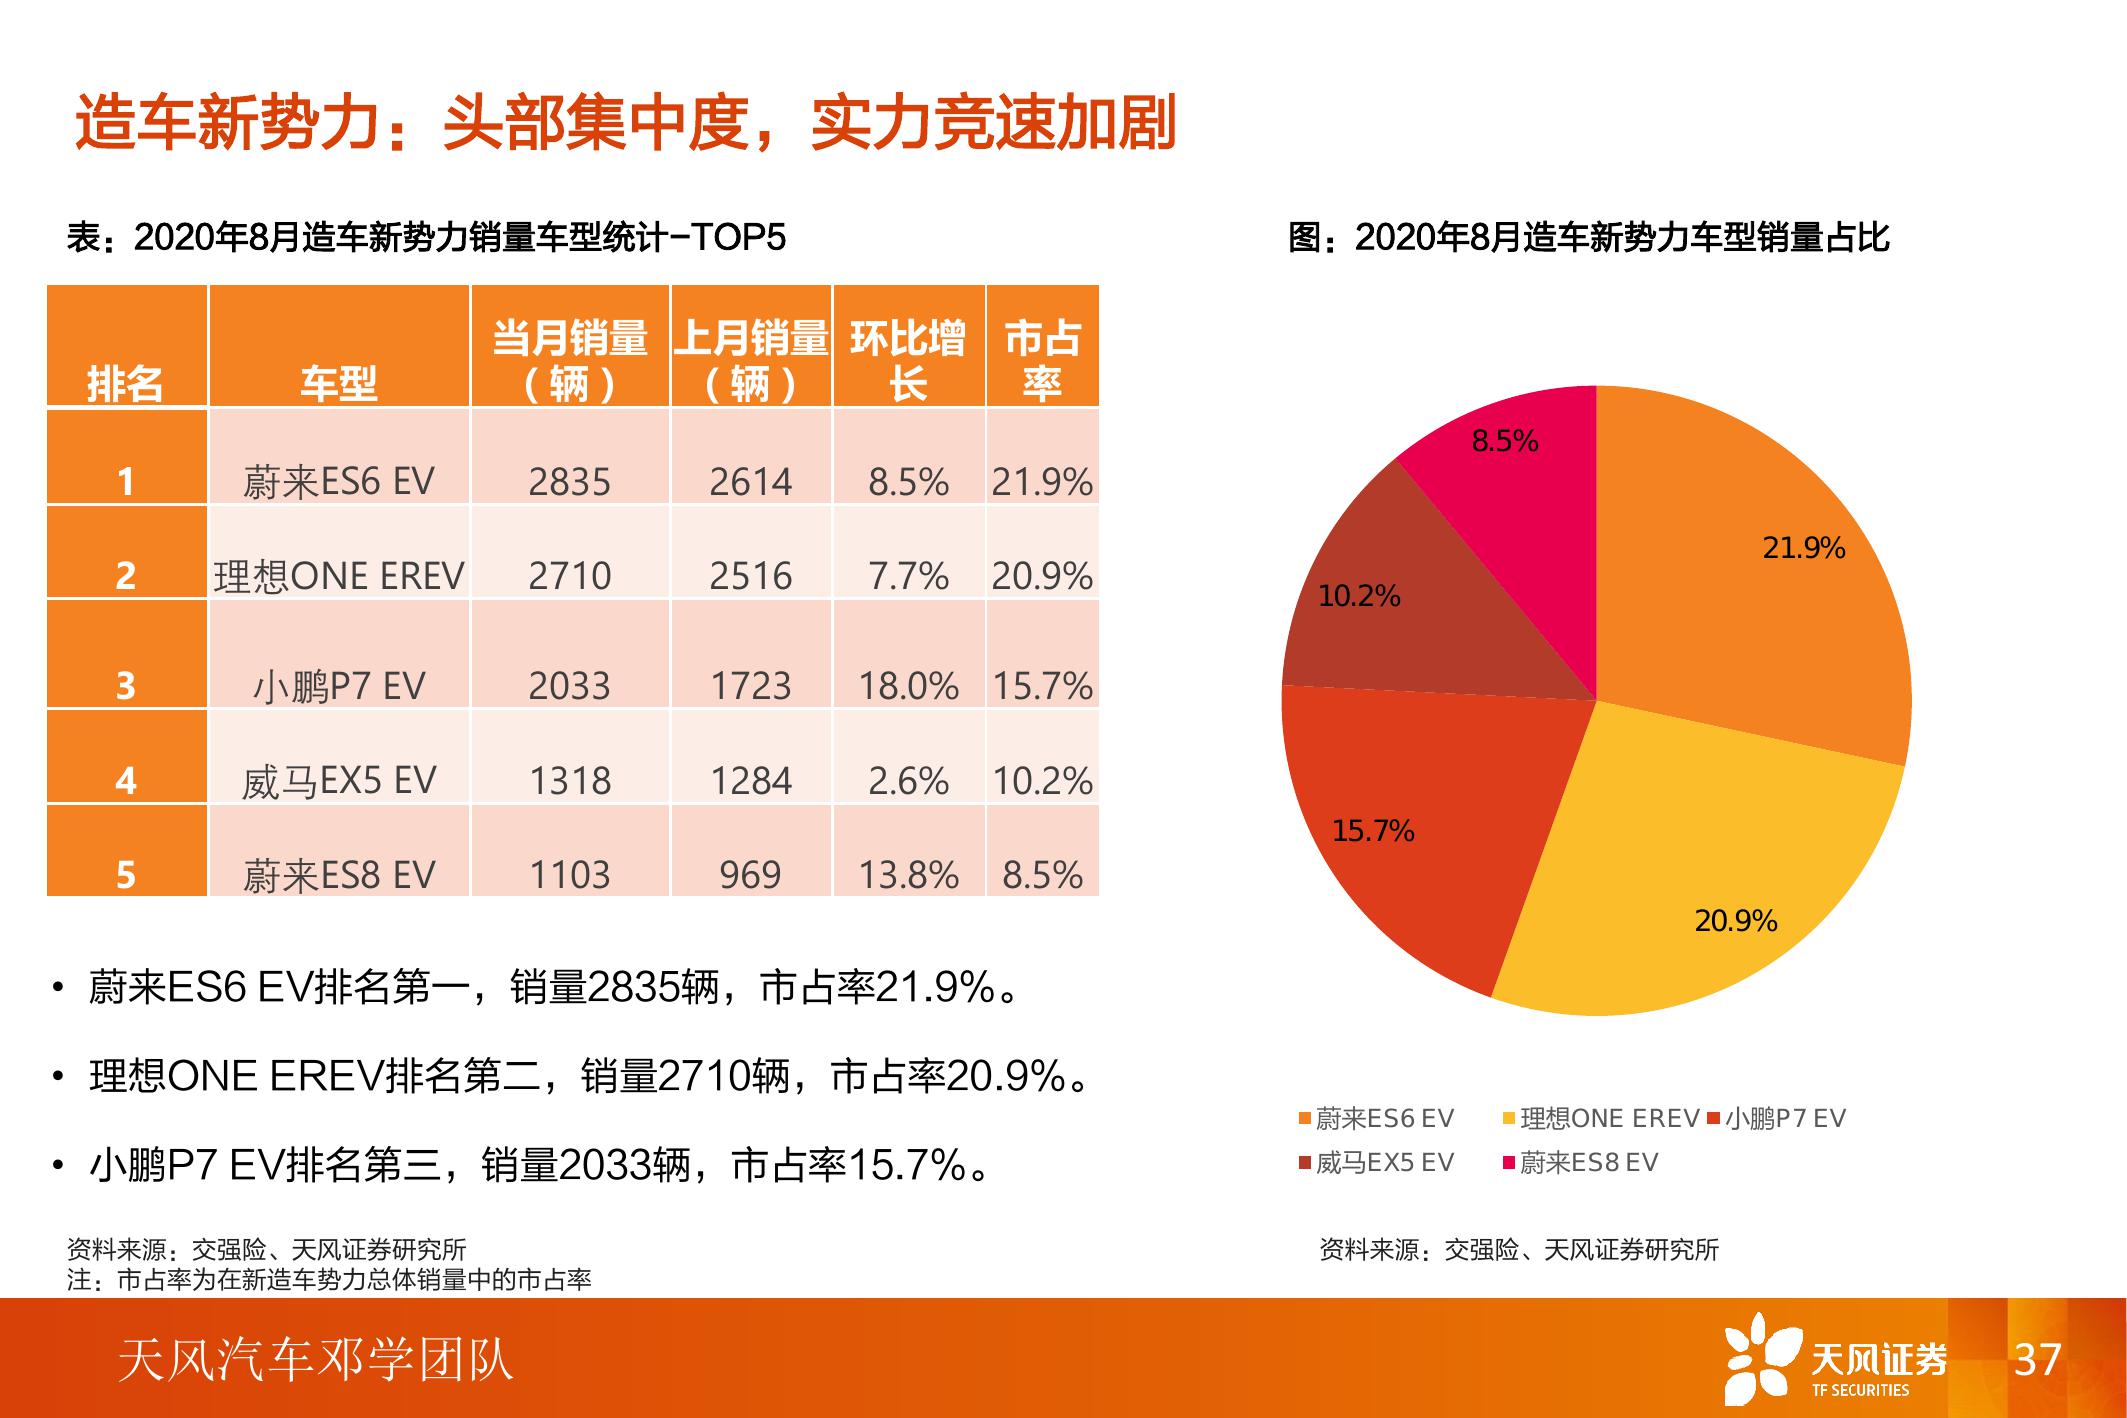 造车新势力：头部集中度，实力竞速加剧
表：2020年8月造车新势力销量车型统计–TOP5
排名 车型 当月销量（辆） 上月销量（辆） 环比增长 市占率
1 蔚来ES6 EV 2835 2614 8.5% 21.9%
2 理想ONE EREV 2710 2516 7.7% 20.9%
3 小鹏P7 EV 2033 1723 18.0% 15.7%
4 威马EX5 EV 1318 1284 2.6% 10.2%
5 蔚来ES8 EV 1103 969 13.8% 8.5%
• 蔚来ES6 EV排名第一，销量2835辆，市占率21.9%。
• 理想ONE EREV排名第二，销量2710辆，市占率20.9%。
• 小鹏P7 EV排名第三，销量2033辆，市占率15.7%。
资料来源：交强险、天风证券研究所
注：市占率为在新造车势力总体销量中的市占率
图：2020年8月造车新势力车型销量占比
8.5%
21.9%
10.2%
15.7%
20.9%
蔚来ES6 EV 理想ONE EREV 小鹏P7 EV
威马EX5 EV 蔚来ES8 EV
资料来源：交强险、天风证券研究所
天风汽车邓学团队
天风证券
TF SECURITIES
37